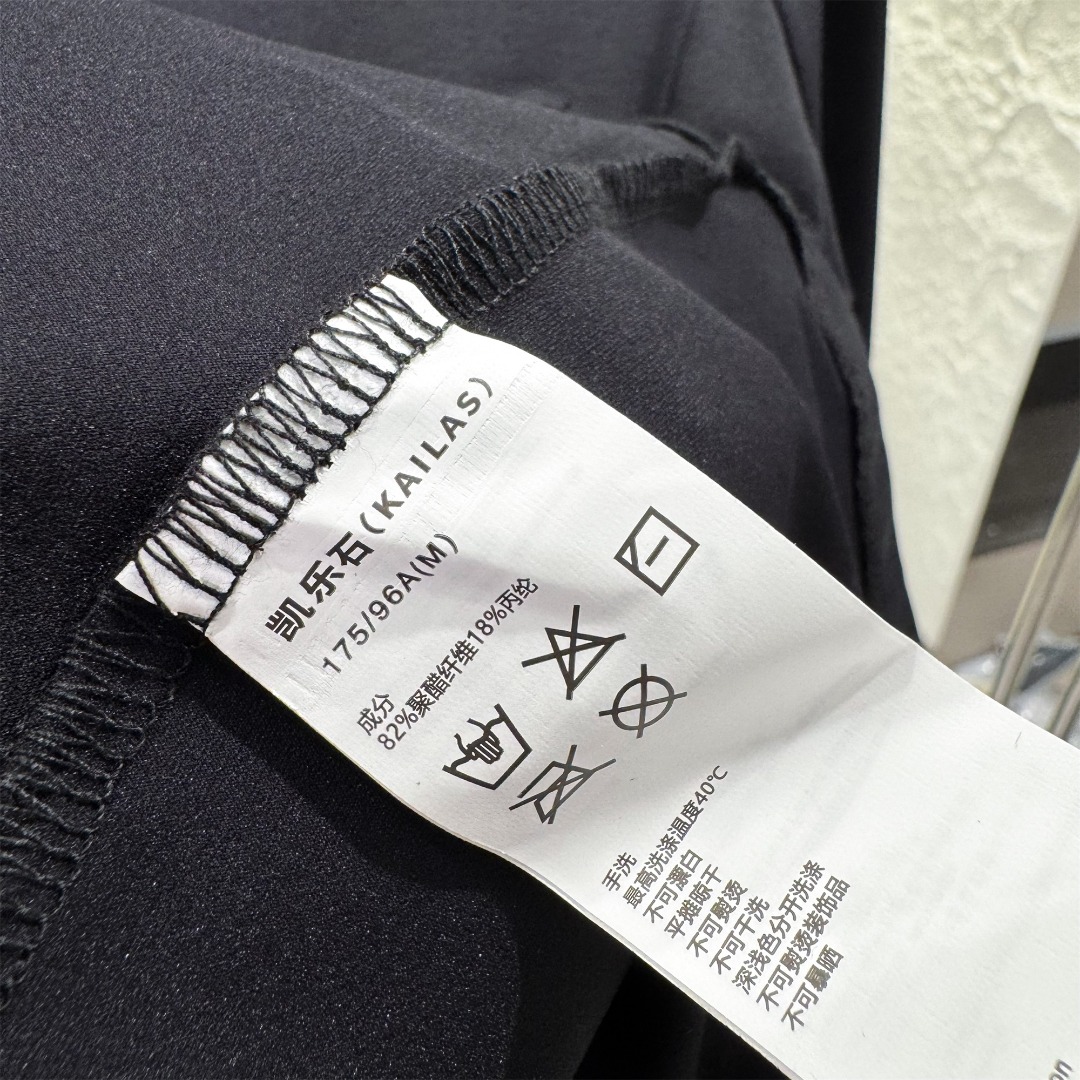 凯乐石(KAILAS)
175/96A(M)
成分
82%聚酯纤维18%丙纶
手洗
最高洗涤温度40℃
不可漂白
平摊晾干
不可熨烫
不可干洗
深浅色分开洗涤
不可熨烫装饰品
不可暴晒